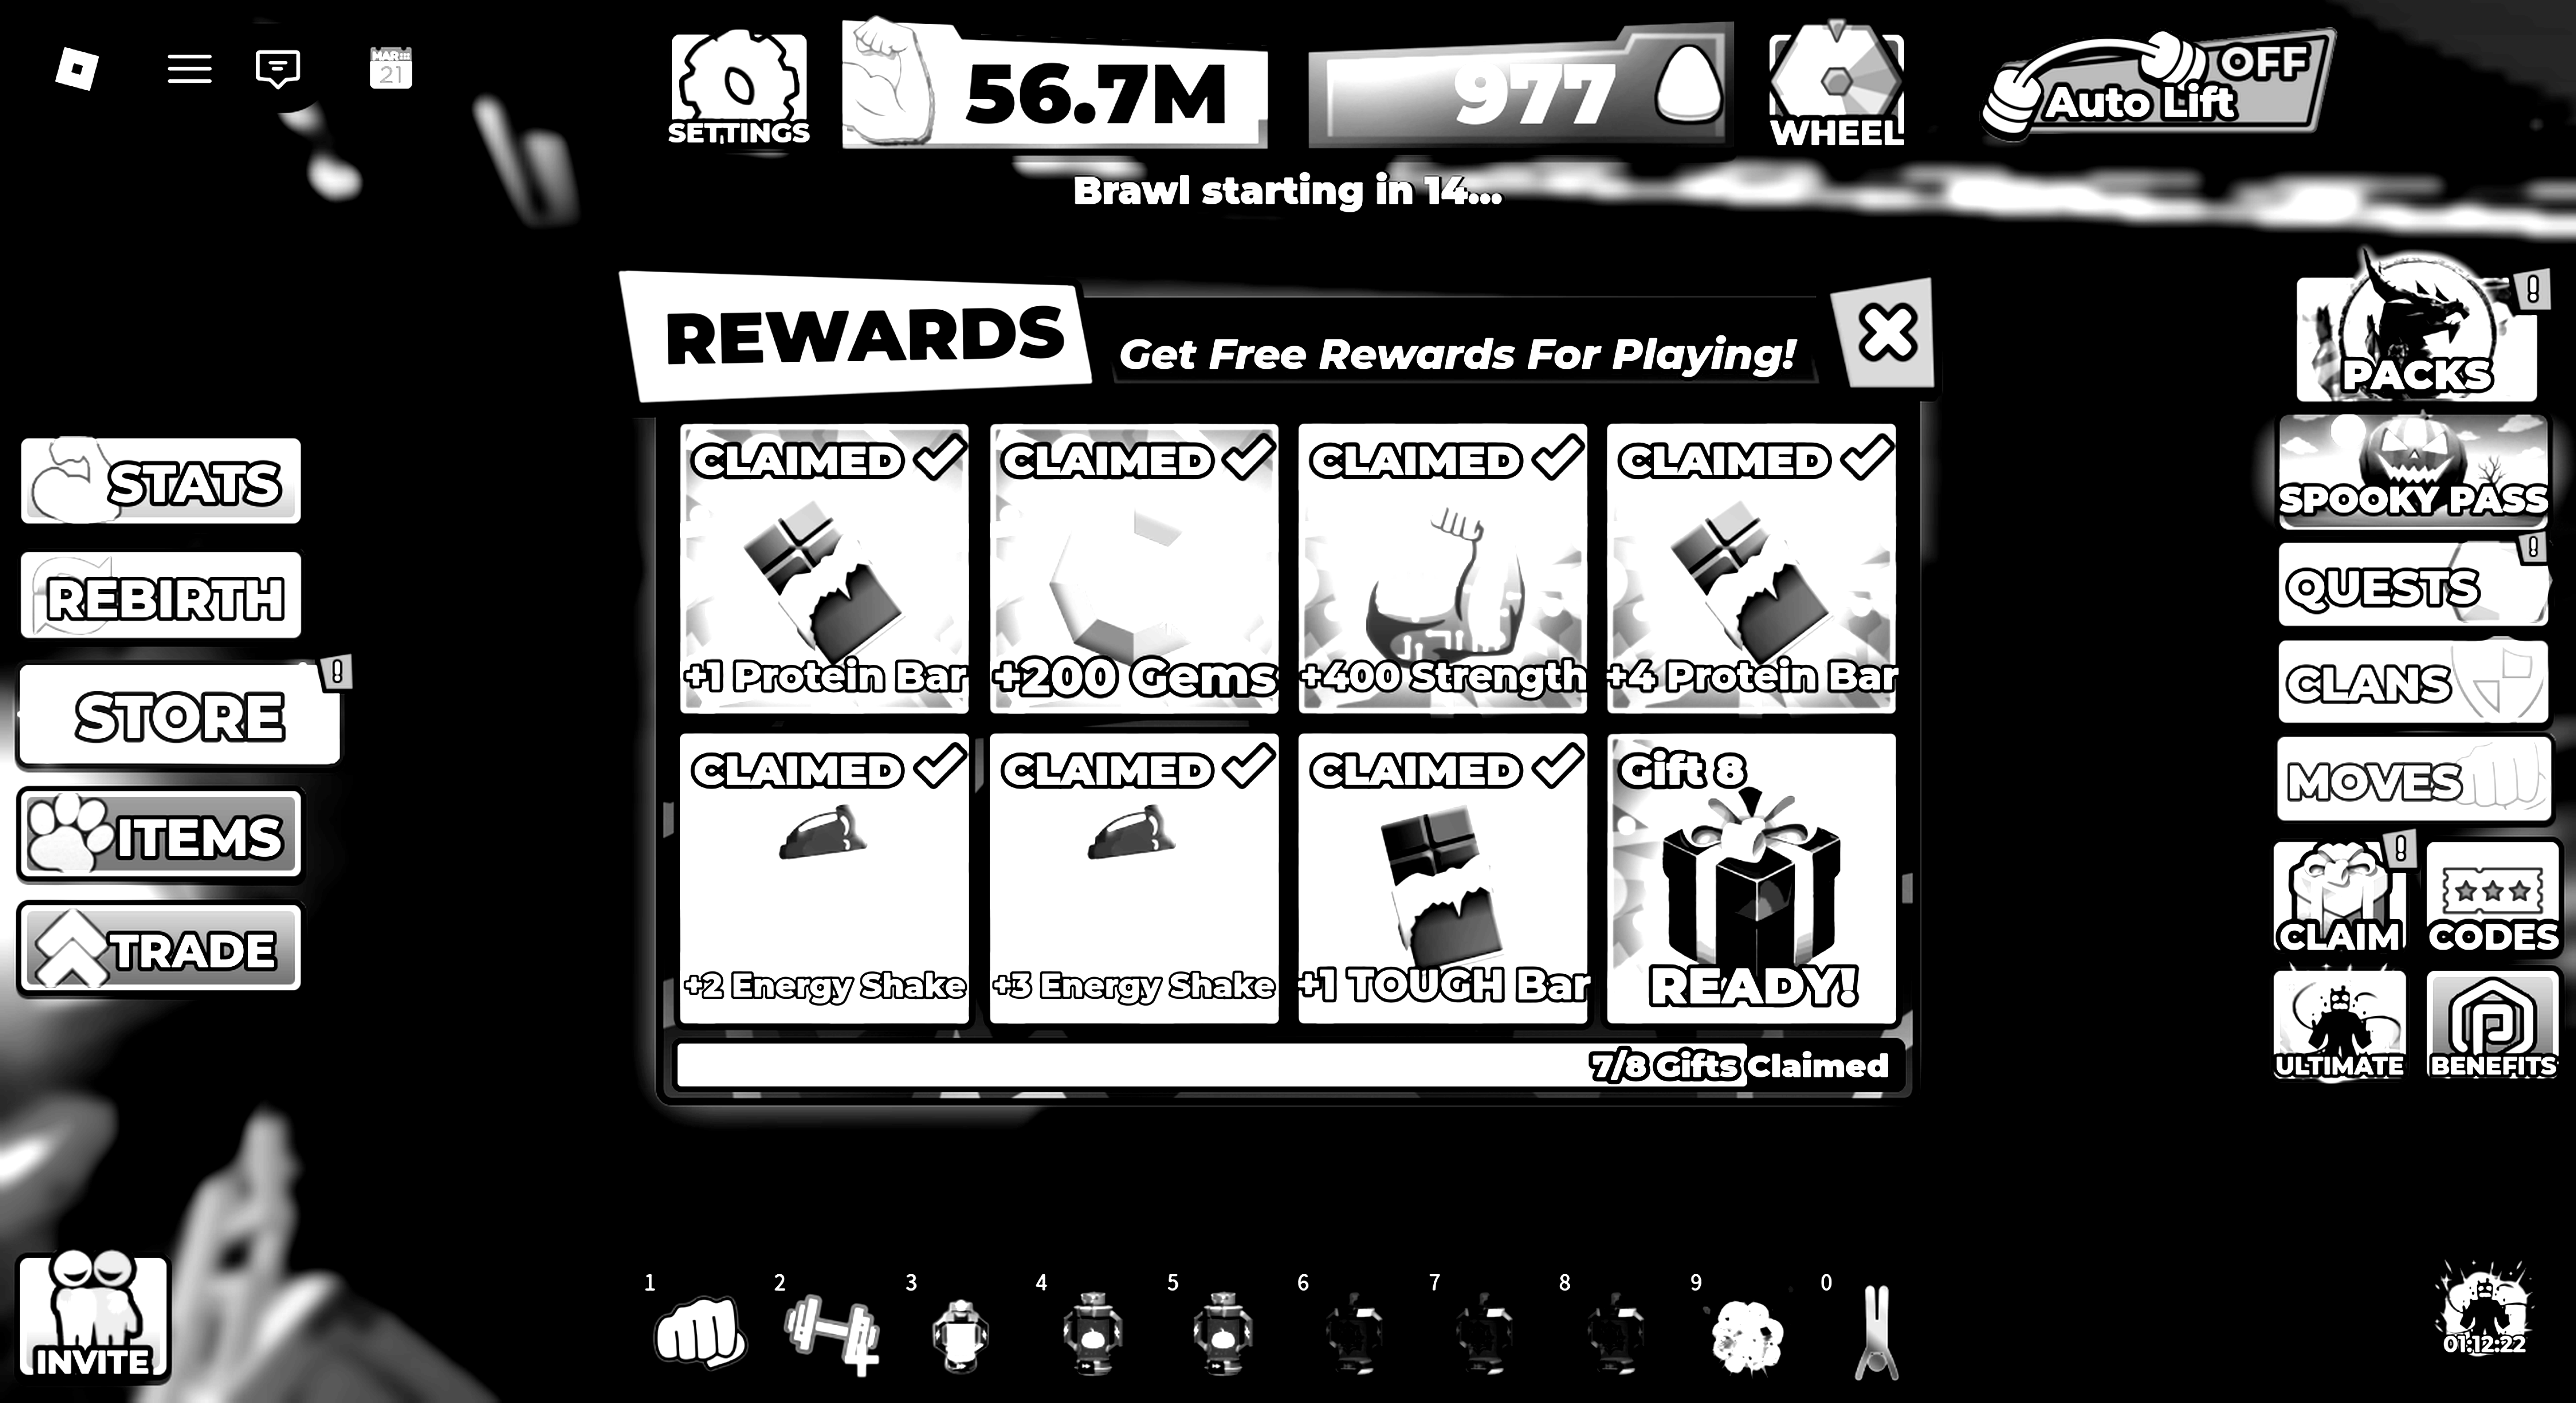 MAR
21
SETTINGS
56.7M
977
WHEEL
OFF
Auto Lift
Brawl starting in 14...
REWARDS
Get Free Rewards For Playing!
CLAIMED
+1 Protein Bar
CLAIMED
+200 Gems
CLAIMED
+400 Strength
CLAIMED
+4 Protein Bar
CLAIMED
+2 Energy Shake
CLAIMED
+3 Energy Shake
CLAIMED
+1 TOUGH Bar
Gift 8
READY!
7/8 Gifts Claimed
STATS
REBIRTH
!
STORE
ITEMS
TRADE
INVITE
!
PACKS
SPOOKY PASS
!
QUESTS
CLANS
MOVES
!
CLAIM
CODES
ULTIMATE
BENEFITS
1
2
3
4
5
6
7
8
9
0
01:12:22